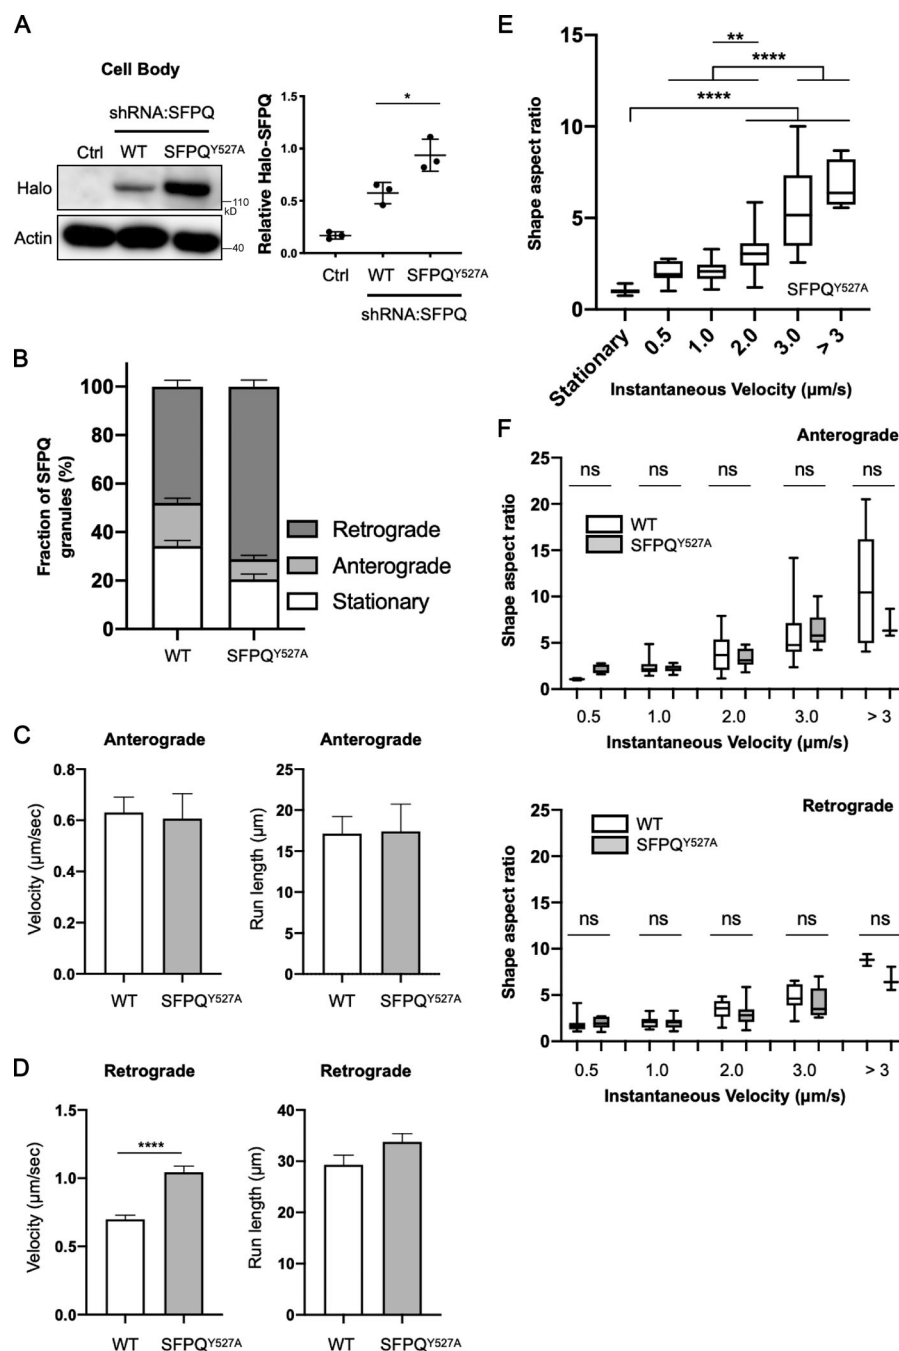 A
Cell Body
shRNA:SFPQ
Ctrl WT SFPQY527A
Halo
110
kD
Actin
40
Relative Halo-SFPQ
1.5
1.0
0.5
0.0
*
Ctrl WT SFPQY527A
shRNA:SFPQ
B
Fraction of SFPQ
granules (%)
100
80
60
40
20
0
WT SFPQY527A
Retrograde
Anterograde
Stationary
C
Anterograde
Velocity (µm/sec)
0.8
0.6
0.4
0.2
0.0
WT SFPQY527A
Anterograde
Run length (µm)
25
20
15
10
5
0
WT SFPQY527A
D
Retrograde
Velocity (µm/sec)
1.5
1.0
0.5
0.0
****
WT SFPQY527A
Retrograde
Run length (µm)
40
30
20
10
0
WT SFPQY527A
E
Shape aspect ratio
15
10
5
0
**
****
****
SFPQY527A
Stationary 0.5 1.0 2.0 3.0 > 3
Instantaneous Velocity (µm/s)
F
Anterograde
Shape aspect ratio
25
20
15
10
5
0
ns ns ns ns ns
WT
SFPQY527A
0.5 1.0 2.0 3.0 > 3
Instantaneous Velocity (µm/s)
Retrograde
Shape aspect ratio
25
20
15
10
5
0
WT
SFPQY527A
ns ns ns ns ns
0.5 1.0 2.0 3.0 > 3
Instantaneous Velocity (µm/s)